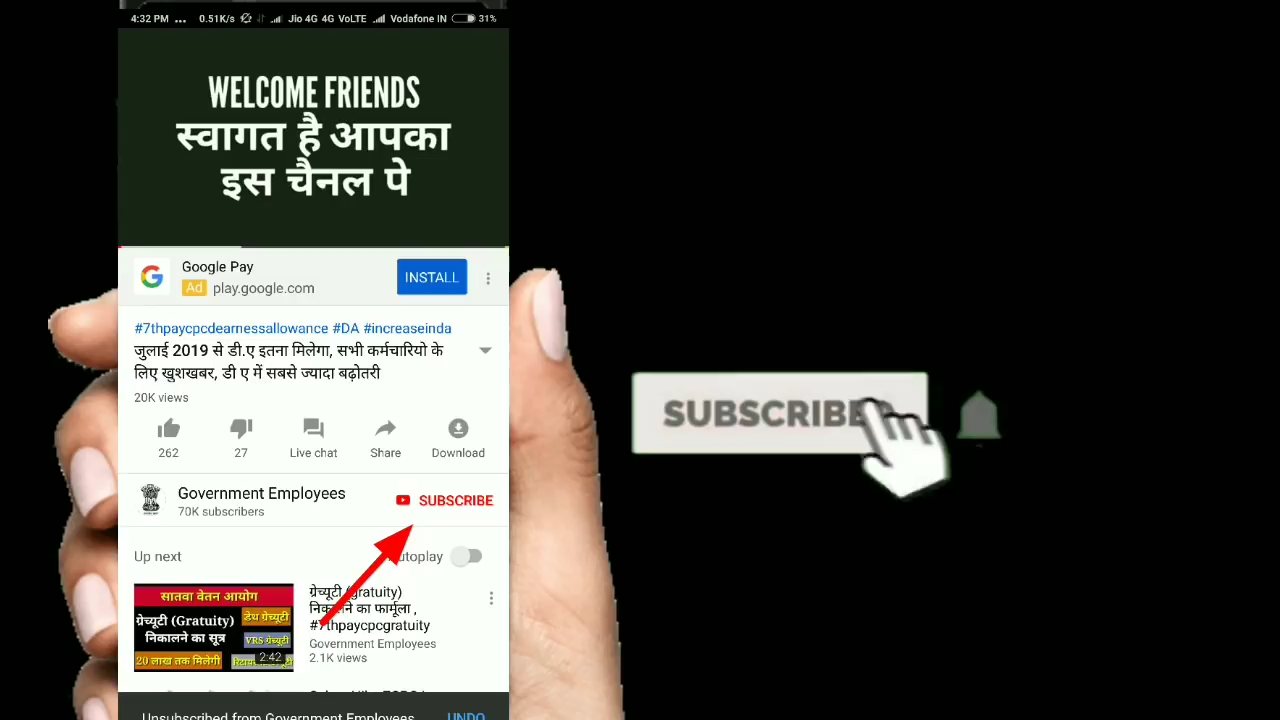 4:32 PM ... 0.51K/s Jio 4G 4G VoLTE Vodafone IN 31%
WELCOME FRIENDS
स्वागत है आपका
इस चैनल पे
Google Pay
Ad play.google.com
INSTALL
#7thpaycpcdearnessallowance #DA #increaseinda
जुलाई 2019 से डी.ए इतना मिलेगा, सभी कर्मचारियो के
लिए खुशखबर, डी ए में सबसे ज्यादा बढ़ोतरी
20K views
262 27 Live chat Share Download
Government Employees
70K subscribers
SUBSCRIBE
Up next
सातवा वेतन आयोग
ग्रेच्यूटी (Gratuity)
निकालने का सूत्र
20 लाख तक मिलेगी
डेथ ग्रेच्यूटी
VRS ग्रेच्यूटी
2:42
ग्रेच्यूटी (gratuity)
निकालने का फार्मूला ,
#7thpaycpcgratuity
Government Employees
2.1K views
Unsubscribed from Government Employees UNDO
SUBSCRIBE